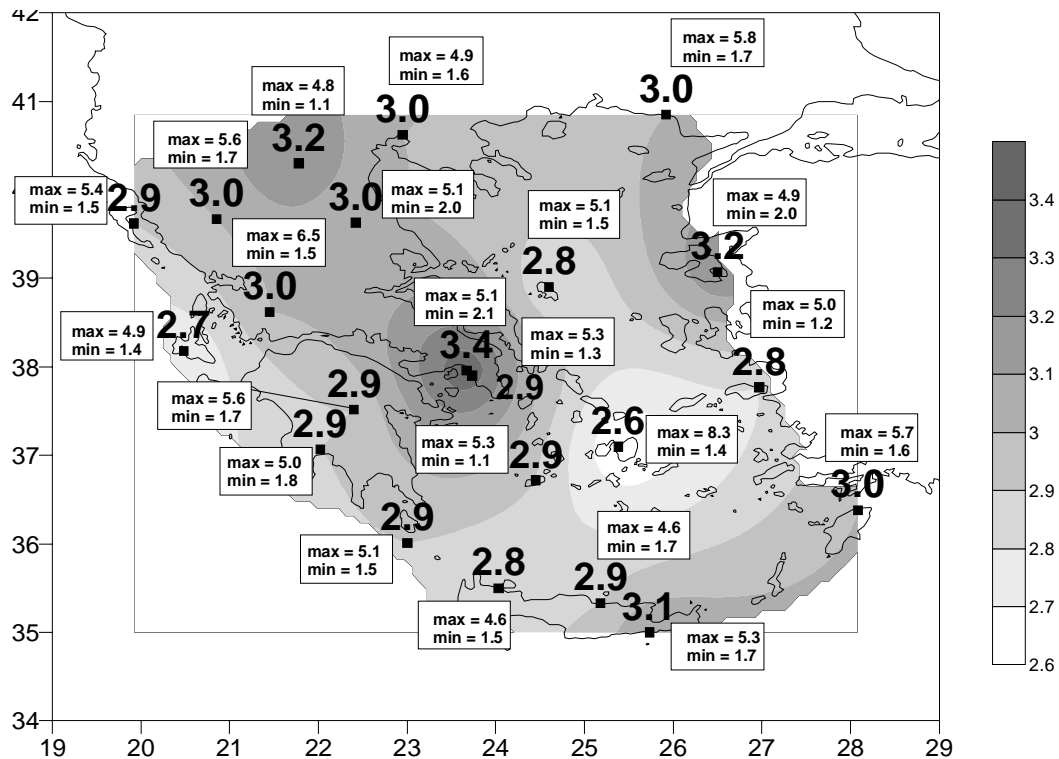 42
max = 5.8
min = 1.7
max = 4.9
min = 1.6
max = 4.8
min = 1.1
41
3.0
3.0
3.2
max = 5.6
min = 1.7
3.4
max = 5.4
min = 1.5
2.9
3.0
3.0
max = 5.1
min = 2.0
max = 5.1
min = 1.5
max = 4.9
min = 2.0
max = 6.5
min = 1.5
3.2
3.3
39
2.8
3.0
max = 5.1
min = 2.1
max = 5.0
min = 1.2
3.2
2.7
max = 4.9
min = 1.4
max = 5.3
min = 1.3
3.4
38
2.8
3.1
2.9
2.9
max = 5.6
min = 1.7
2.9
2.6
max = 8.3
min = 1.4
max = 5.7
min = 1.6
3
37
max = 5.3
min = 1.1
2.9
max = 5.0
min = 1.8
3.0
2.9
2.9
max = 4.6
min = 1.7
36
max = 5.1
min = 1.5
2.8
2.8
2.9
3.1
2.7
max = 4.6
min = 1.5
35
max = 5.3
min = 1.7
2.6
34
19
20
21
22
23
24
25
26
27
28
29